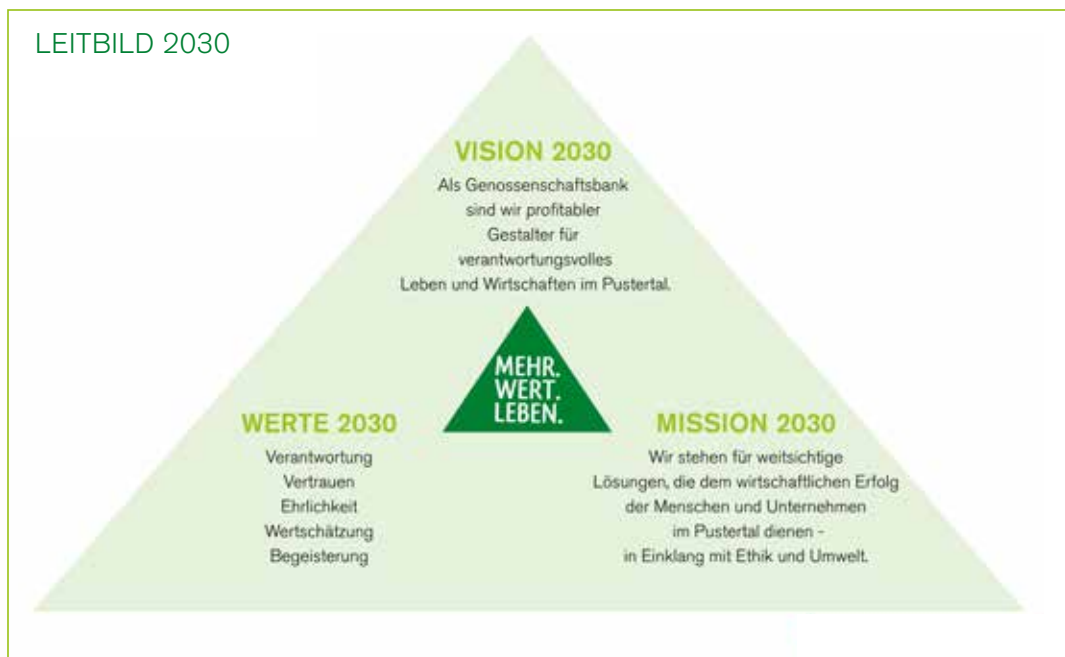 LEITBILD 2030
VISION 2030
Als Genossenschaftsbank
sind wir profitabler
Gestalter für
verantwortungsvolles
Leben und Wirtschaften im Pustertal.
MEHR.
WERT.
LEBEN.
WERTE 2030
Verantwortung
Vertrauen
Ehrlichkeit
Wertschätzung
Begeisterung
MISSION 2030
Wir stehen für weitsichtige
Lösungen, die dem wirtschaftlichen Erfolg
der Menschen und Unternehmen
im Pustertal dienen -
in Einklang mit Ethik und Umwelt.